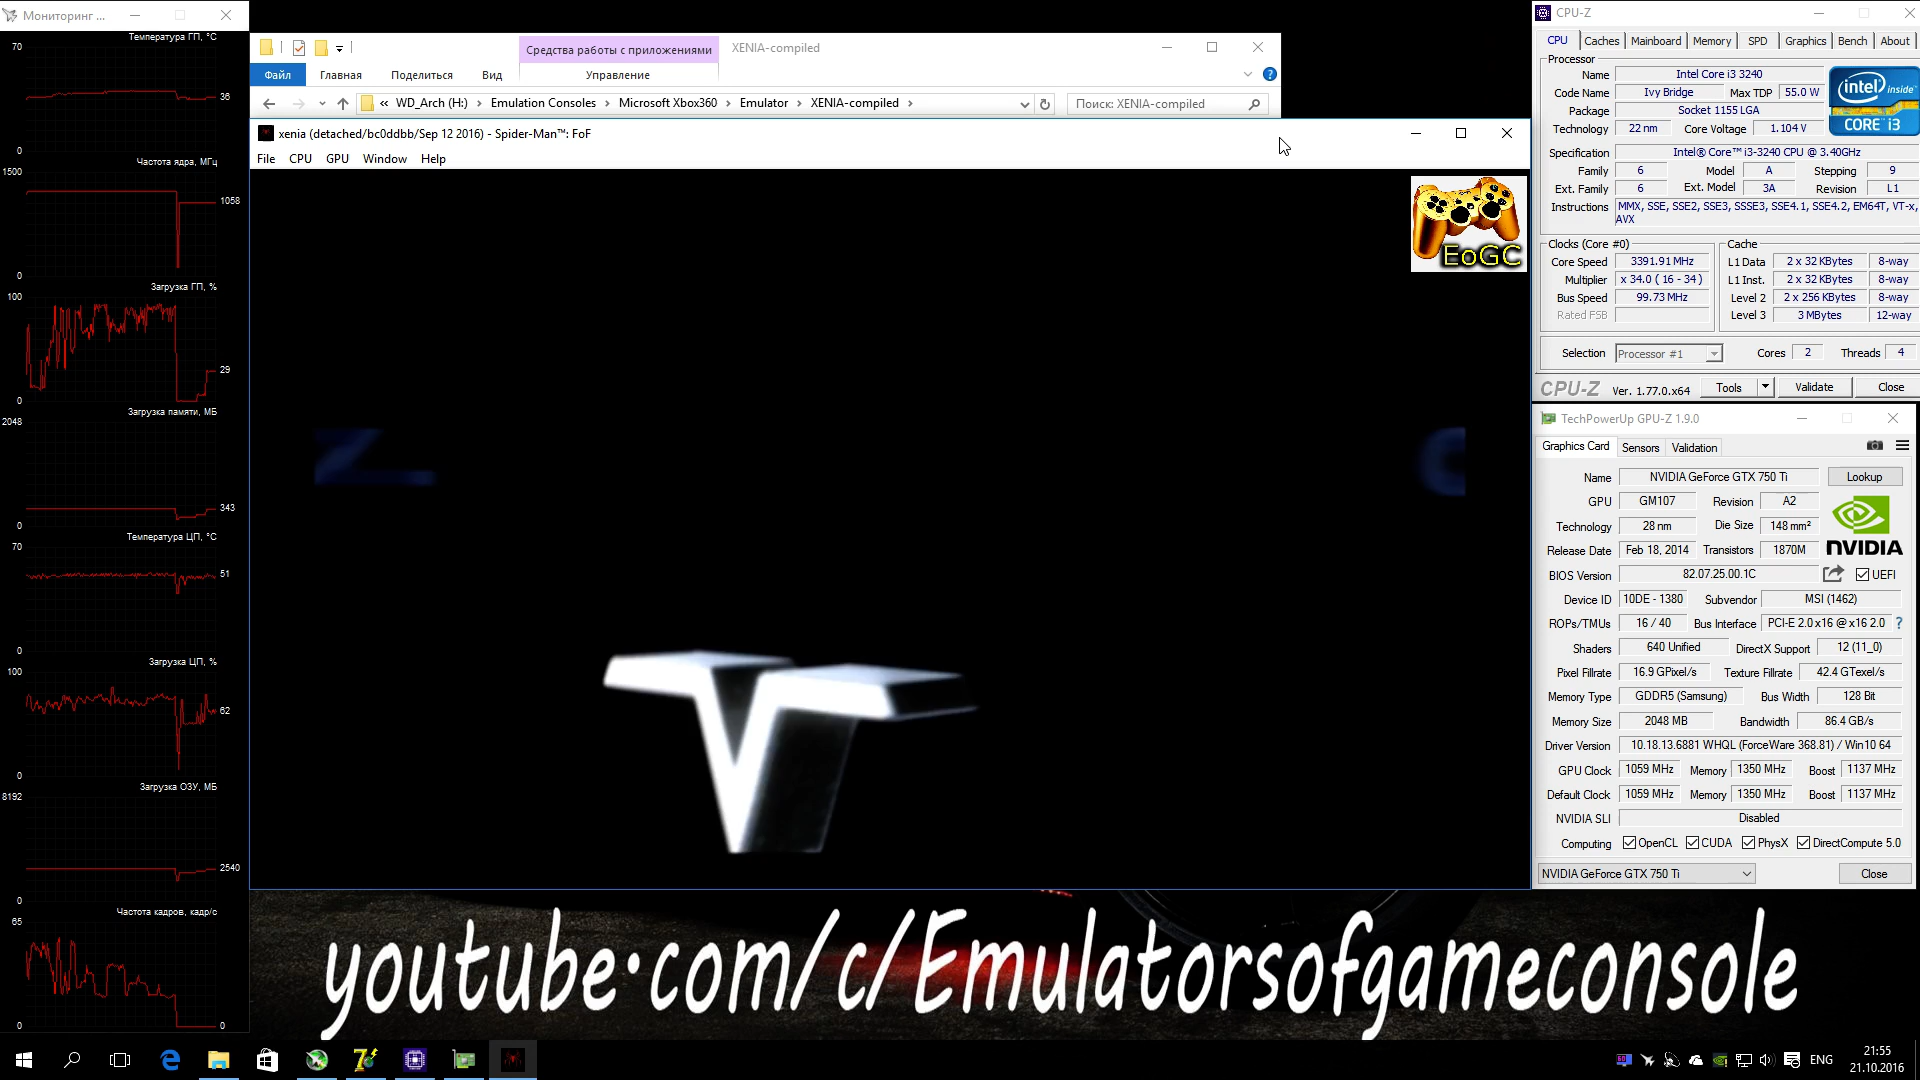 Мониторинг ...
Температура ГП, °C
70
36
0
Частота ядра, МГц
1500
1058
0
Загрузка ГП, %
100
29
0
Загрузка памяти, МБ
2048
343
0
Температура ЦП, °C
70
51
0
Загрузка ЦП, %
100
62
0
Загрузка ОЗУ, МБ
8192
2540
0
Частота кадров, кадр/с
65
0
0
Средства работы с приложениями
XENIA-compiled
Файл Главная Поделиться Вид Управление
« WD_Arch (H:) › Emulation Consoles › Microsoft Xbox360 › Emulator › XENIA-compiled ›
Поиск: XENIA-compiled
xenia (detached/bc0ddbb/Sep 12 2016) - Spider-Man™: FoF
File CPU GPU Window Help
EoGC
youtube.com/c/Emulatorsofgameconsole
CPU-Z
CPU Caches Mainboard Memory SPD Graphics Bench About
Processor
Name Intel Core i3 3240
Code Name Ivy Bridge Max TDP 55.0 W
Package Socket 1155 LGA
Technology 22 nm Core Voltage 1.104 V
intel inside™
CORE i3
Specification Intel® Core™ i3-3240 CPU @ 3.40GHz
Family 6 Model A Stepping 9
Ext. Family 6 Ext. Model 3A Revision L1
Instructions MMX, SSE, SSE2, SSE3, SSSE3, SSE4.1, SSE4.2, EM64T, VT-x,
AVX
Clocks (Core #0)
Core Speed 3391.91 MHz
Multiplier x 34.0 ( 16 - 34 )
Bus Speed 99.73 MHz
Rated FSB
Cache
L1 Data 2 x 32 KBytes 8-way
L1 Inst. 2 x 32 KBytes 8-way
Level 2 2 x 256 KBytes 8-way
Level 3 3 MBytes 12-way
Selection Processor #1 Cores 2 Threads 4
CPU-Z Ver. 1.77.0.x64 Tools Validate Close
TechPowerUp GPU-Z 1.9.0
Graphics Card Sensors Validation
Name NVIDIA GeForce GTX 750 Ti Lookup
GPU GM107 Revision A2
Technology 28 nm Die Size 148 mm²
Release Date Feb 18, 2014 Transistors 1870M
NVIDIA
BIOS Version 82.07.25.00.1C UEFI
Device ID 10DE - 1380 Subvendor MSI (1462)
ROPs/TMUs 16 / 40 Bus Interface PCI-E 2.0 x16 @ x16 2.0 ?
Shaders 640 Unified DirectX Support 12 (11_0)
Pixel Fillrate 16.9 GPixel/s Texture Fillrate 42.4 GTexel/s
Memory Type GDDR5 (Samsung) Bus Width 128 Bit
Memory Size 2048 MB Bandwidth 86.4 GB/s
Driver Version 10.18.13.6881 WHQL (ForceWare 368.81) / Win10 64
GPU Clock 1059 MHz Memory 1350 MHz Boost 1137 MHz
Default Clock 1059 MHz Memory 1350 MHz Boost 1137 MHz
NVIDIA SLI Disabled
Computing OpenCL CUDA PhysX DirectCompute 5.0
NVIDIA GeForce GTX 750 Ti Close
ENG
21:55
21.10.2016